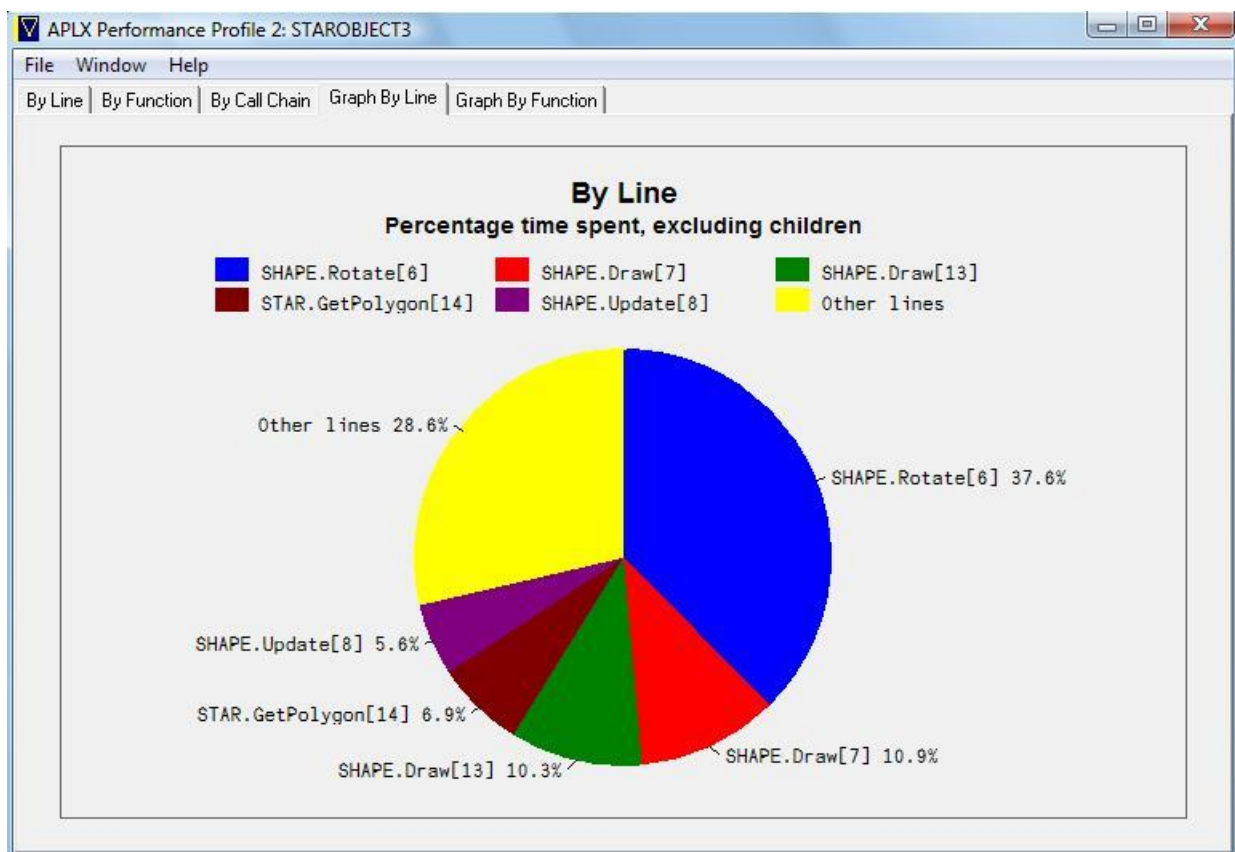 APLX Performance Profile 2: STAROBJECT3
File Window Help
By Line By Function By Call Chain Graph By Line Graph By Function
By Line
Percentage time spent, excluding children
SHAPE.Rotate[6] SHAPE.Draw[7] SHAPE.Draw[13]
STAR.GetPolygon[14] SHAPE.Update[8] Other lines
Other lines 28.6%
SHAPE.Rotate[6] 37.6%
SHAPE.Update[8] 5.6%
STAR.GetPolygon[14] 6.9%
SHAPE.Draw[7] 10.9%
SHAPE.Draw[13] 10.3%